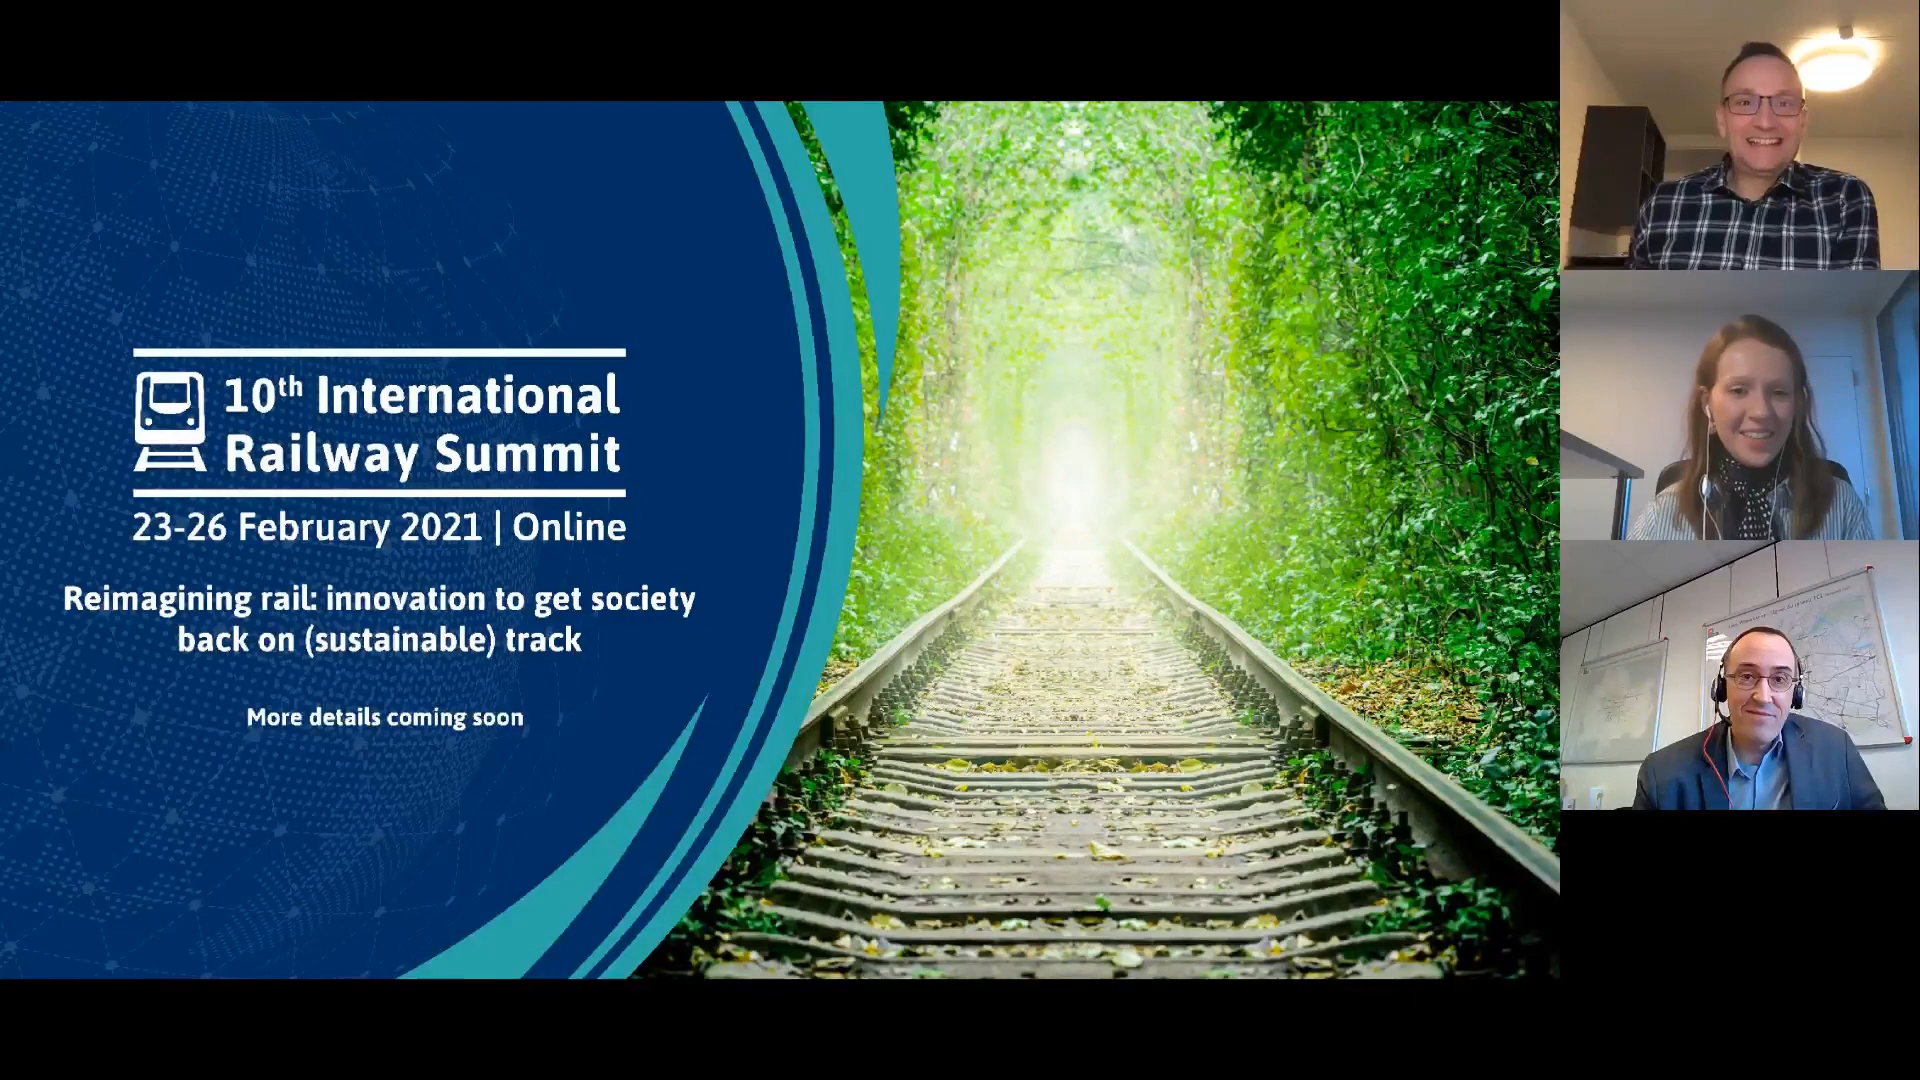 10th International
Railway Summit
23-26 February 2021 | Online
Reimagining rail: innovation to get society
back on (sustainable) track
More details coming soon